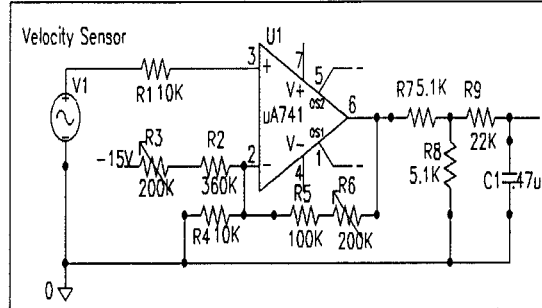 Velocity Sensor
U1
V1
R1 10K
3
+
7
V+
5
OS2
uA741
6
R7 5.1K
R9
22K
-15V
R3
200K
R2
360K
2
-
V-
OS1
1
4
R8
5.1K
C1
.47u
R4
10K
R5
100K
R6
200K
0